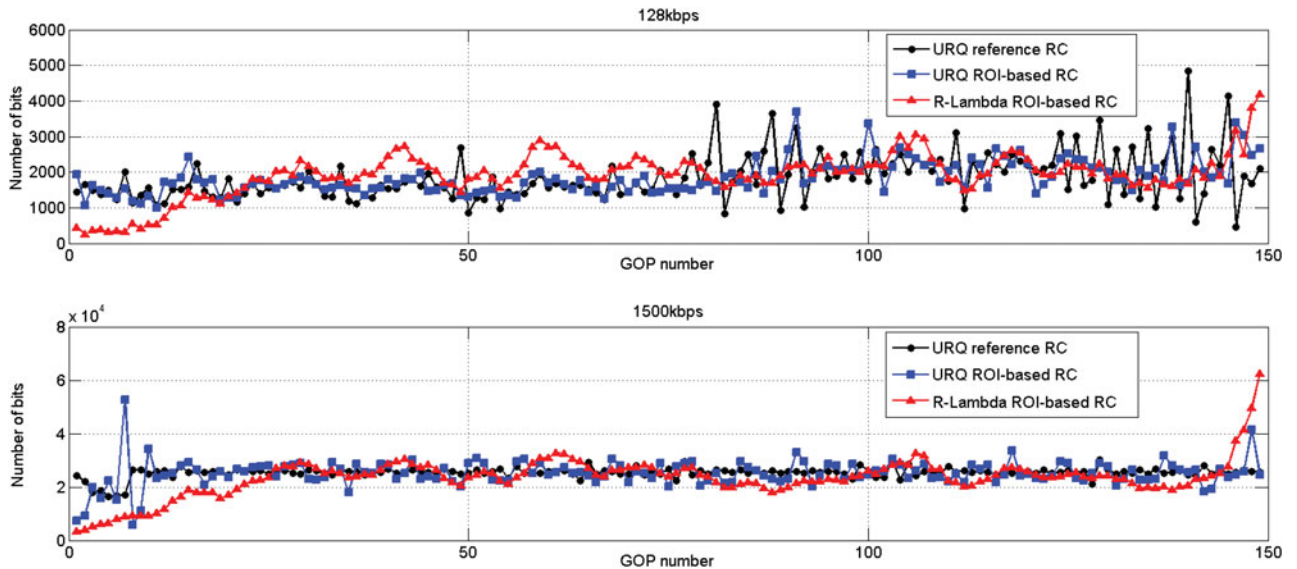 128kbps
6000
5000
4000
3000
2000
1000
0
Number of bits
URQ reference RC
URQ ROI-based RC
R-Lambda ROI-based RC
0
50
100
150
GOP number
1500kbps
x 10^4
8
6
4
2
0
Number of bits
URQ reference RC
URQ ROI-based RC
R-Lambda ROI-based RC
0
50
100
150
GOP number